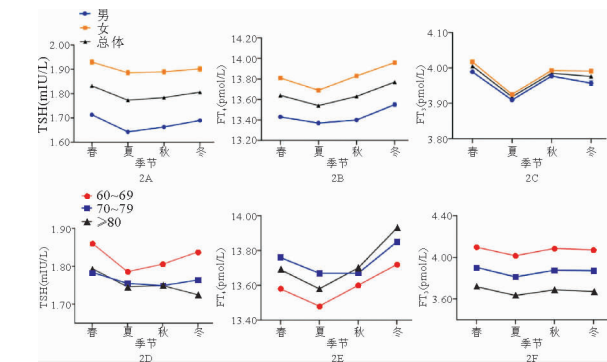 男
女
总体
TSH(mIU/L)
2.00
1.90
1.80
1.70
1.60
春 夏 秋 冬
季节
2A
FT4(pmol/L)
14.20
14.00
13.80
13.60
13.40
13.20
春 夏 秋 冬
季节
2B
FT3(pmol/L)
4.10
4.00
3.90
3.80
春 夏 秋 冬
季节
2C
60~69
70~79
⩾80
TSH(mIU/L)
1.90
1.80
1.70
春 夏 秋 冬
季节
2D
FT4(pmol/L)
14.00
13.80
13.60
13.40
春 夏 秋 冬
季节
2E
FT3(pmol/L)
4.40
4.00
3.60
春 夏 秋 冬
季节
2F